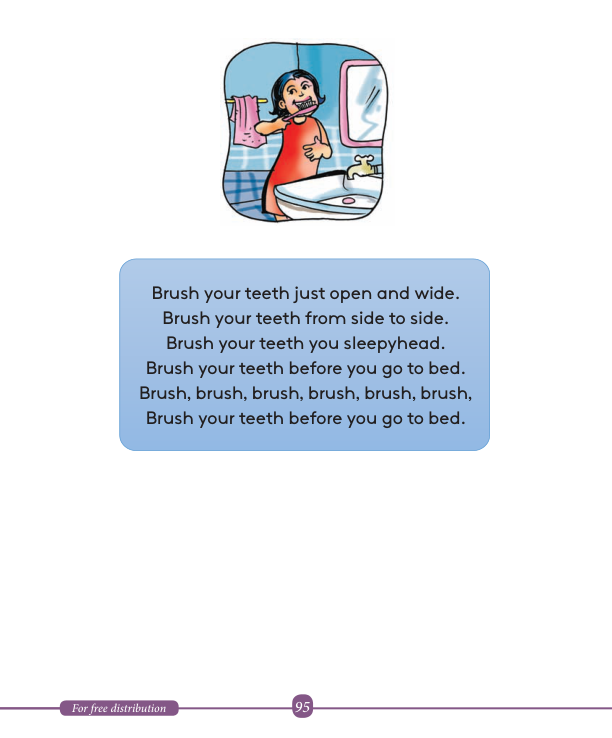 Brush your teeth just open and wide.
Brush your teeth from side to side.
Brush your teeth you sleepyhead.
Brush your teeth before you go to bed.
Brush, brush, brush, brush, brush, brush,
Brush your teeth before you go to bed.
For free distribution
95